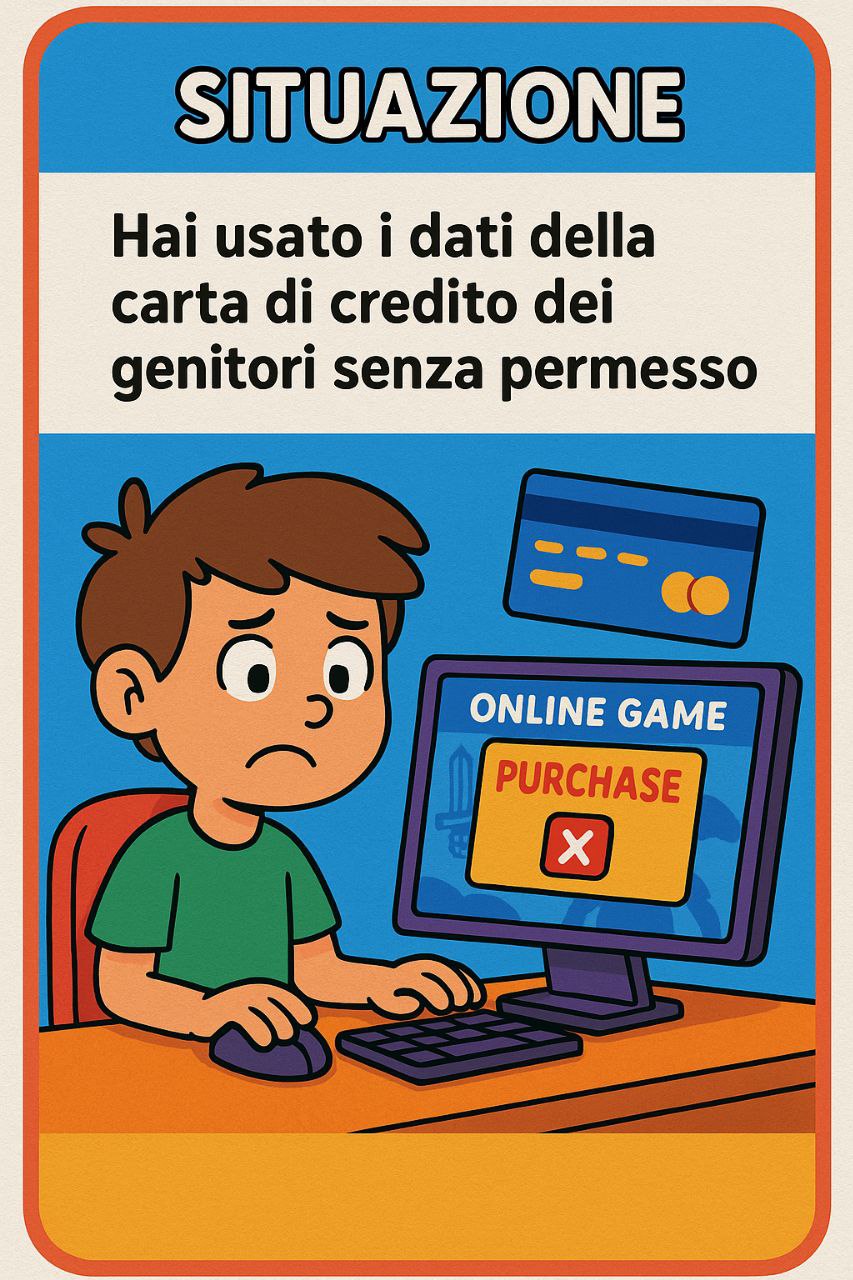 SITUAZIONE
Hai usato i dati della
carta di credito dei
genitori senza permesso
ONLINE GAME
PURCHASE
X